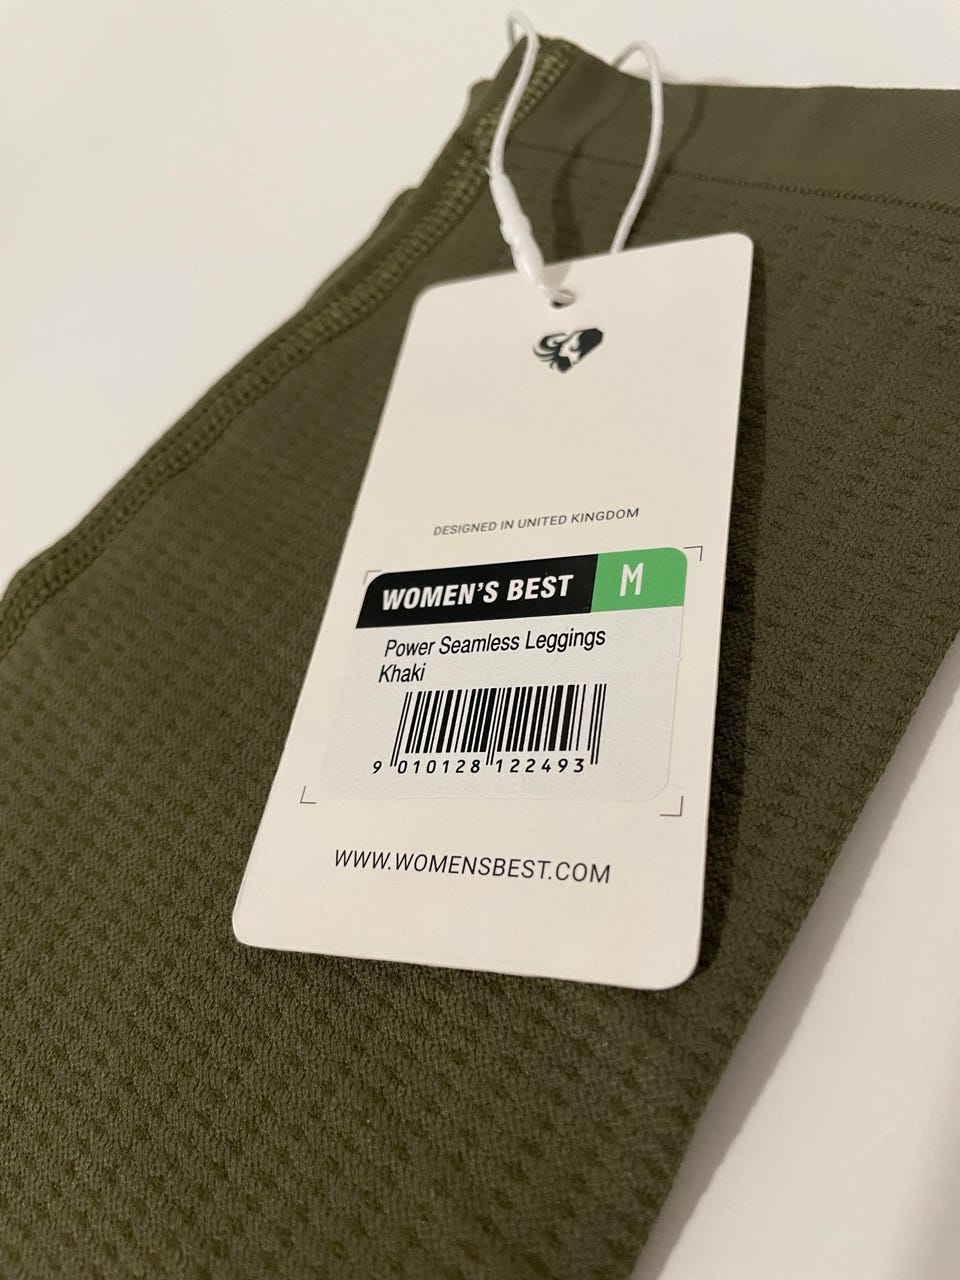 DESIGNED IN UNITED KINGDOM
WOMEN'S BEST M
Power Seamless Leggings
Khaki
9 010128 122493
WWW.WOMENSBEST.COM